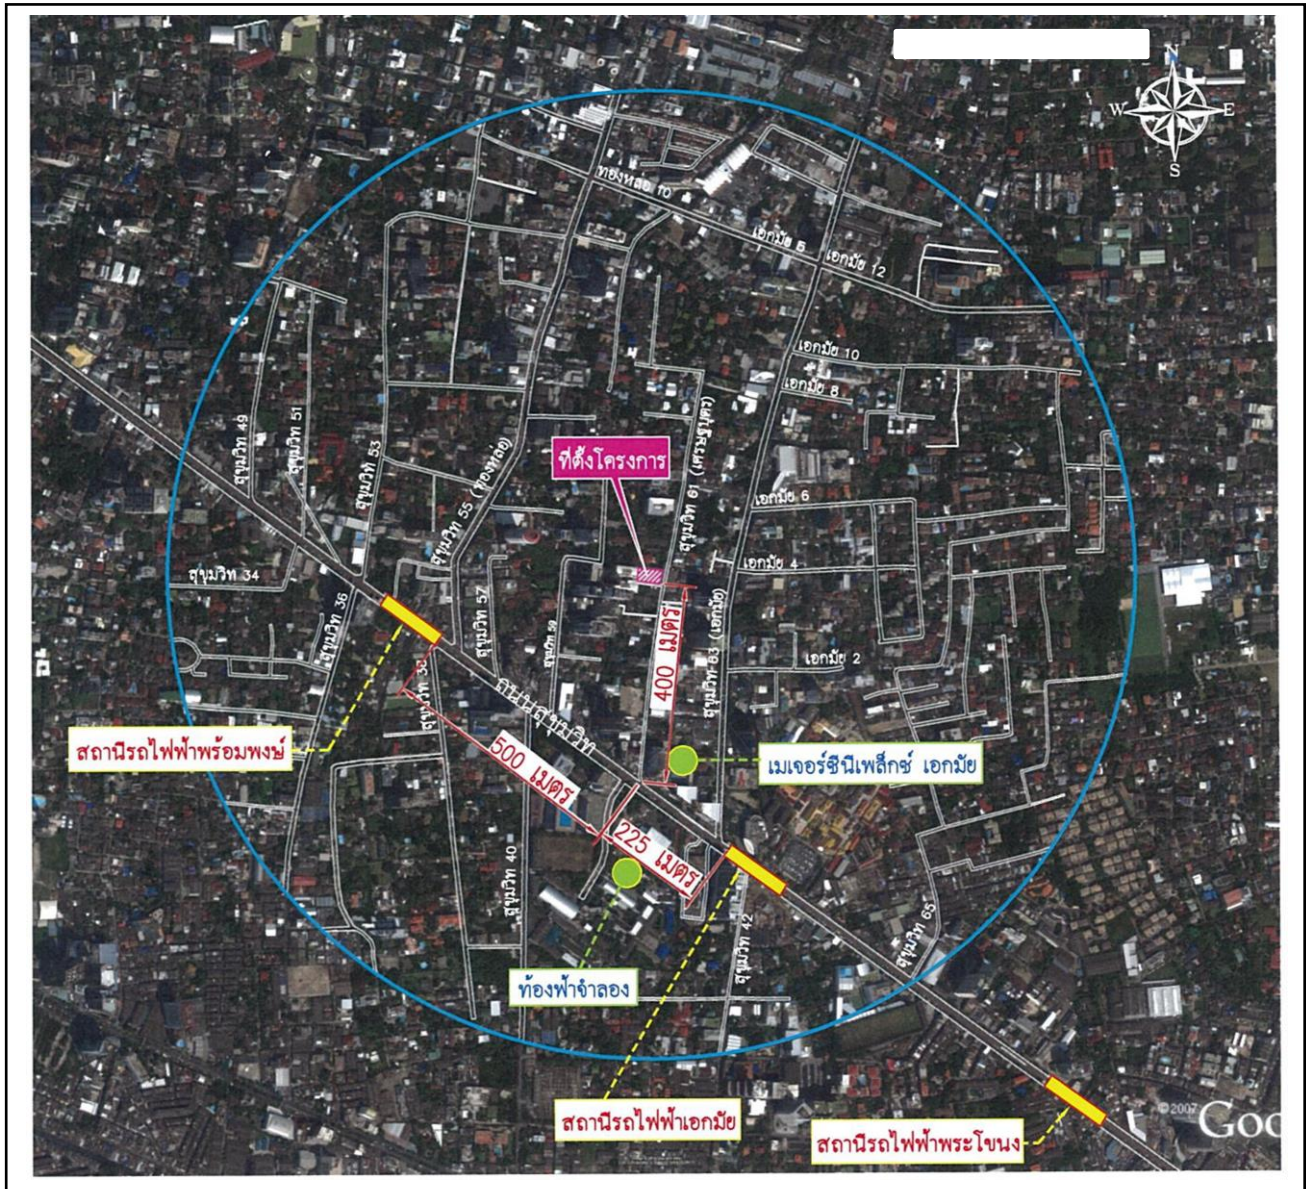 N
W E
S
ทองหล่อ 10
เอกมัย 5
เอกมัย 12
เอกมัย 10
เอกมัย 8
สุขุมวิท 49
สุขุมวิท 51
สุขุมวิท 53
สุขุมวิท 55 (ทองหล่อ)
ที่ตั้งโครงการ
สุขุมวิท 61 (เศรษฐบุตร)
เอกมัย 6
เอกมัย 4
สุขุมวิท 34
สุขุมวิท 36
สุขุมวิท 57
สุขุมวิท 59
400 เมตร
สุขุมวิท 63 (เอกมัย)
เอกมัย 2
สุขุมวิท 38
ถนนสุขุมวิท
สถานีรถไฟฟ้าพร้อมพงษ์
500 เมตร
เมเจอร์ซีนีเพล็กซ์ เอกมัย
225 เมตร
สุขุมวิท 40
สุขุมวิท 42
สุขุมวิท 65
ท้องฟ้าจำลอง
สถานีรถไฟฟ้าเอกมัย
สถานีรถไฟฟ้าพระโขนง
© 2007 Goo